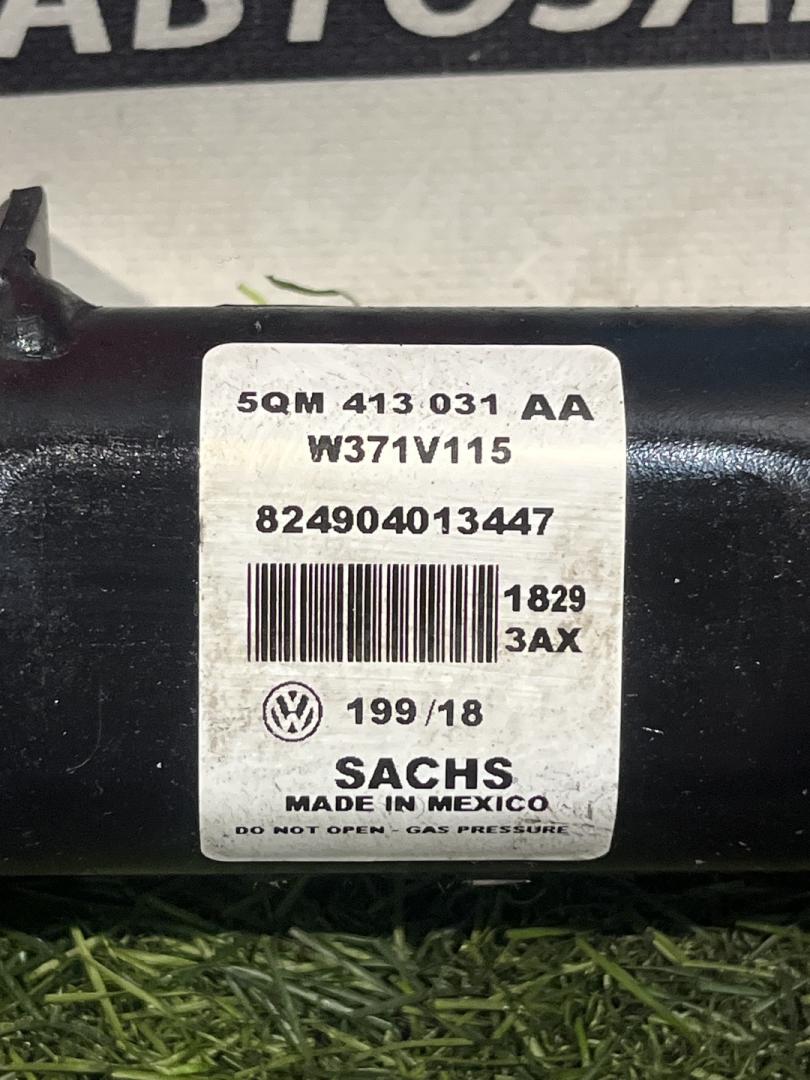 АВТОЗАП
5QM 413 031 AA
W371V115
824904013447
1829
3AX
199/18
SACHS
MADE IN MEXICO
DO NOT OPEN - GAS PRESSURE